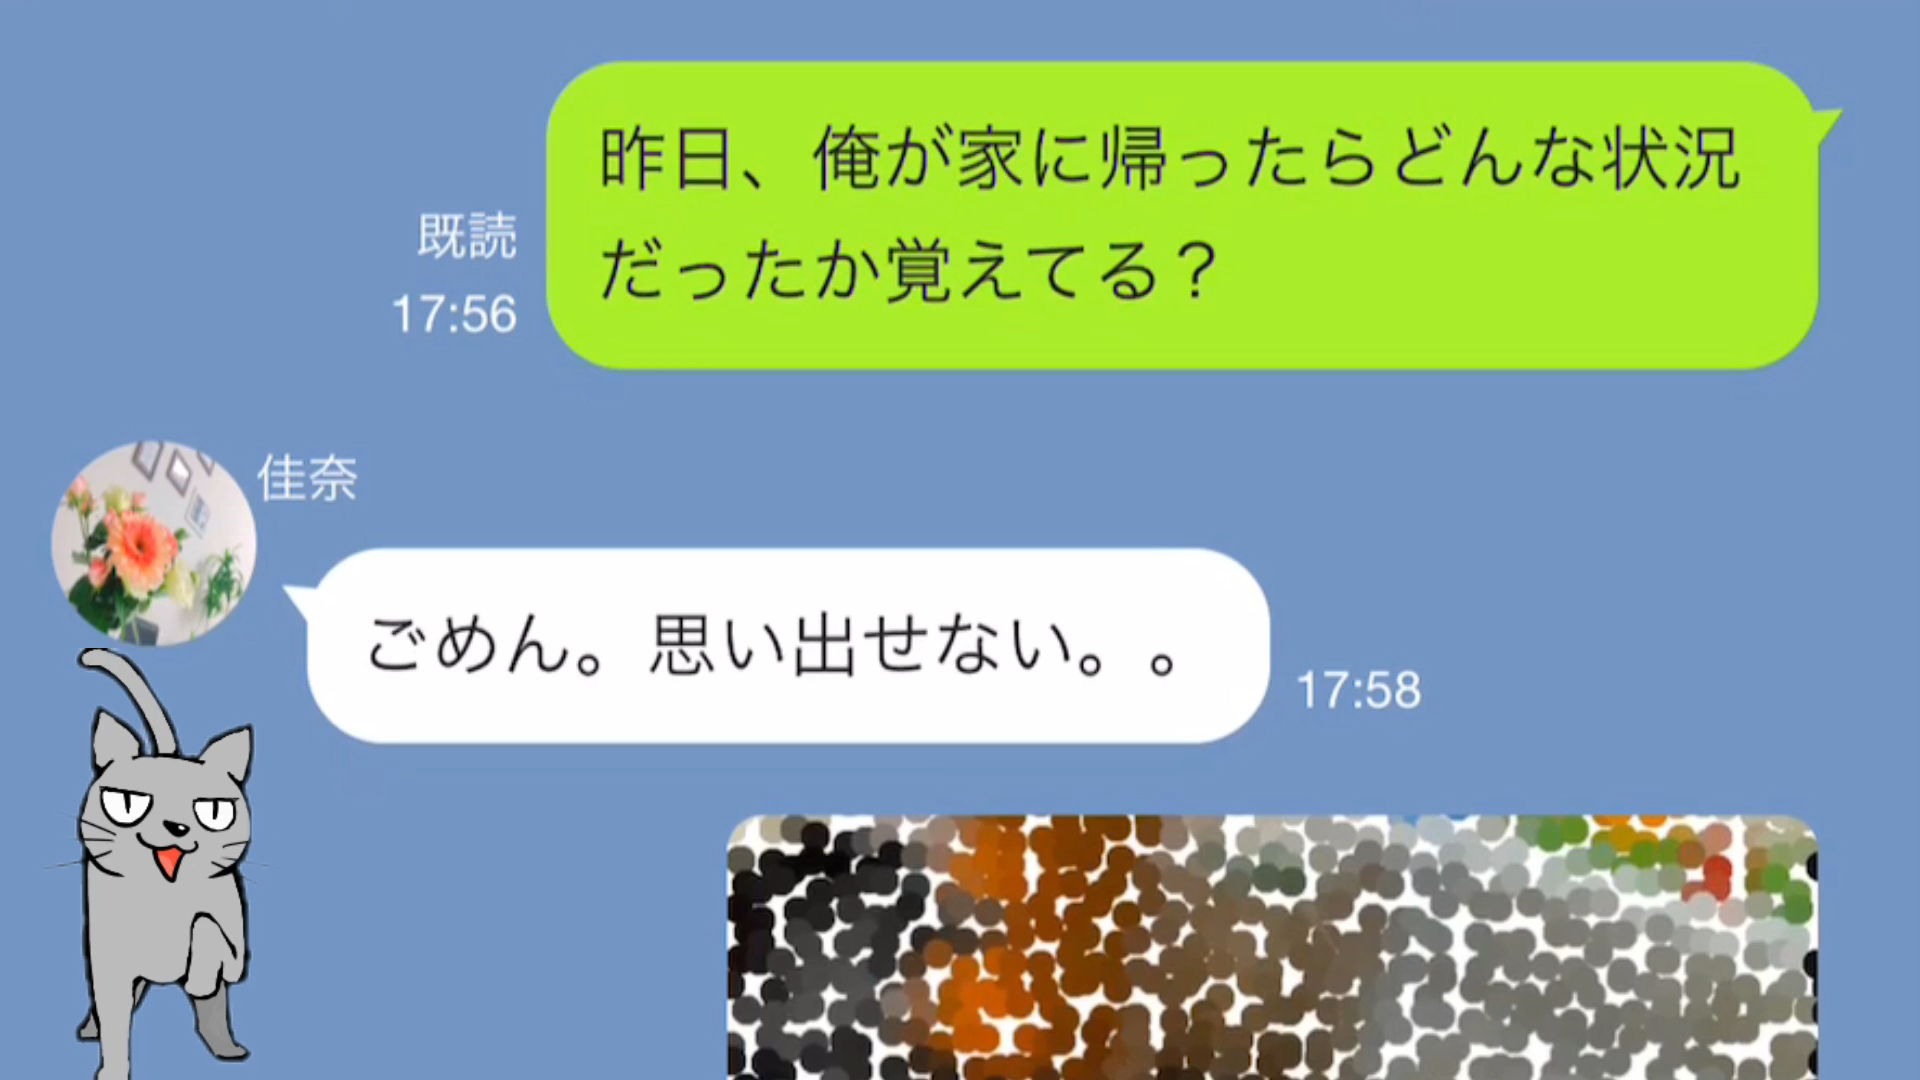 昨日、俺が家に帰ったらどんな状況
だったか覚えてる？
既読
17:56
佳奈
ごめん。思い出せない。。
17:58